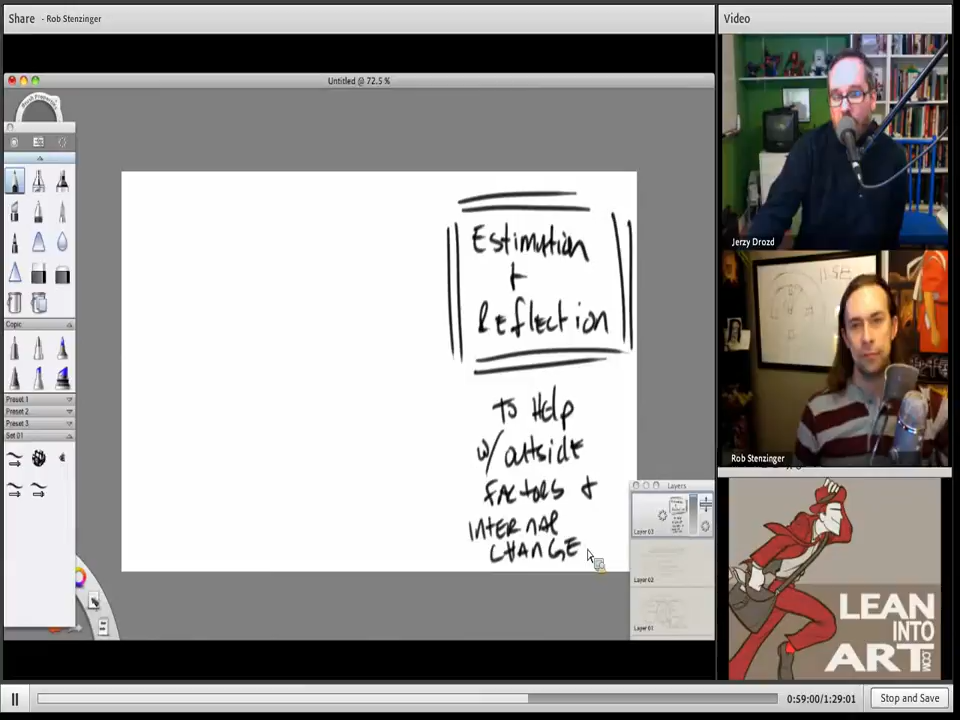 Share - Rob Stenzinger
Video
Untitled @ 72.5 %
Estimation
+
Reflection
To Help
w/ outside
Factors +
INTERNAL
CHANGE
Copic
Preset 1
Preset 2
Preset 3
Set 01
Layers
Layer 03
Layer 02
Layer 01
Jerzy Drozd
Rob Stenzinger
LEAN
INTO
ART.COM
0:59:00/1:29:01
Stop and Save